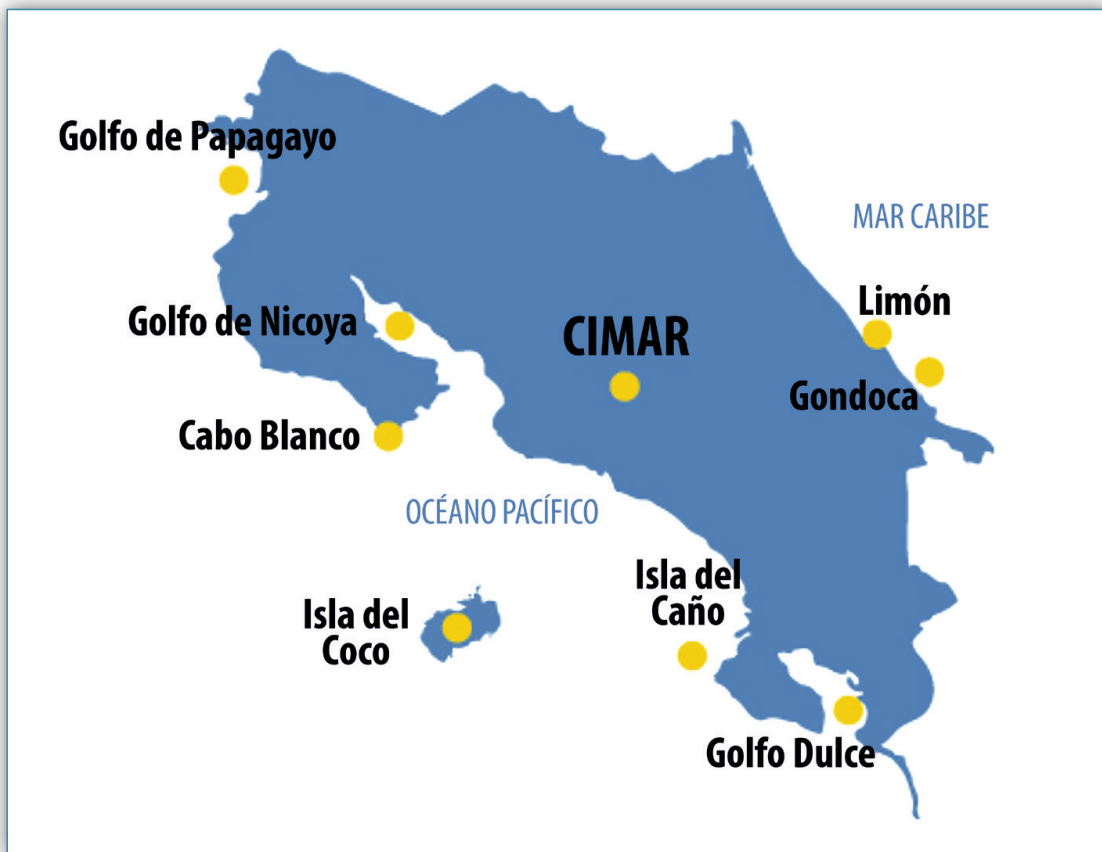 Golfo de Papagayo
MAR CARIBE
Limón
Golfo de Nicoya
CIMAR
Gondoca
Cabo Blanco
OCÉANO PACÍFICO
Isla del
Caño
Isla del
Coco
Golfo Dulce